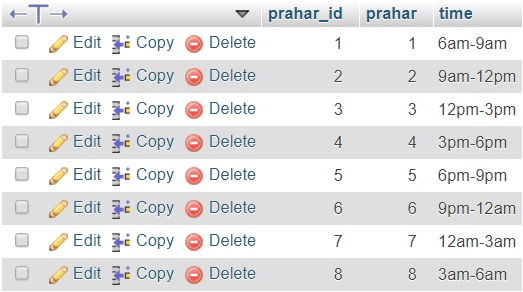 prahar_id prahar time
Edit Copy Delete 1 1 6am-9am
Edit Copy Delete 2 2 9am-12pm
Edit Copy Delete 3 3 12pm-3pm
Edit Copy Delete 4 4 3pm-6pm
Edit Copy Delete 5 5 6pm-9pm
Edit Copy Delete 6 6 9pm-12am
Edit Copy Delete 7 7 12am-3am
Edit Copy Delete 8 8 3am-6am